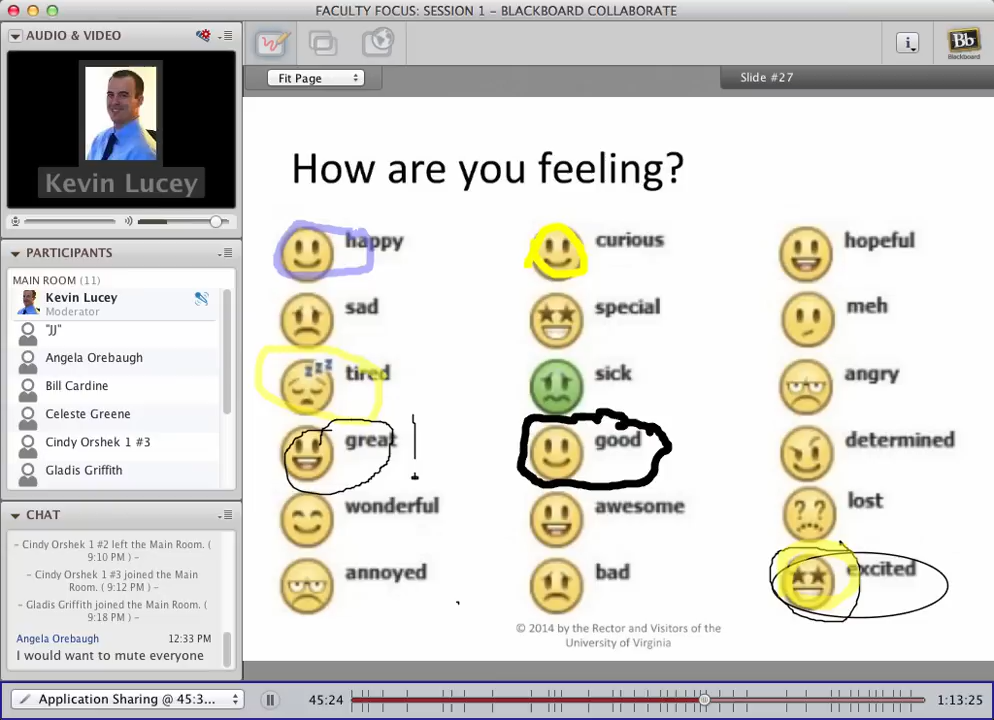 FACULTY FOCUS: SESSION 1 - BLACKBOARD COLLABORATE
AUDIO & VIDEO
Kevin Lucey
Fit Page
Slide #27
i
Bb
Blackboard
PARTICIPANTS
MAIN ROOM (11)
Kevin Lucey
Moderator
"JJ"
Angela Orebaugh
Bill Cardine
Celeste Greene
Cindy Orshek 1 #3
Gladis Griffith
CHAT
- Cindy Orshek 1 #2 left the Main Room. (
9:10 PM ) -
- Cindy Orshek 1 #3 joined the Main
Room. ( 9:12 PM ) -
- Gladis Griffith joined the Main Room. (
9:18 PM ) -
Angela Orebaugh 12:33 PM
I would want to mute everyone
How are you feeling?
happy curious hopeful
sad special meh
zzz
tired sick angry
great ! good determined
wonderful awesome lost
? ?
annoyed bad excited
© 2014 by the Rector and Visitors of the
University of Virginia
Application Sharing @ 45:3... 45:24 1:13:25